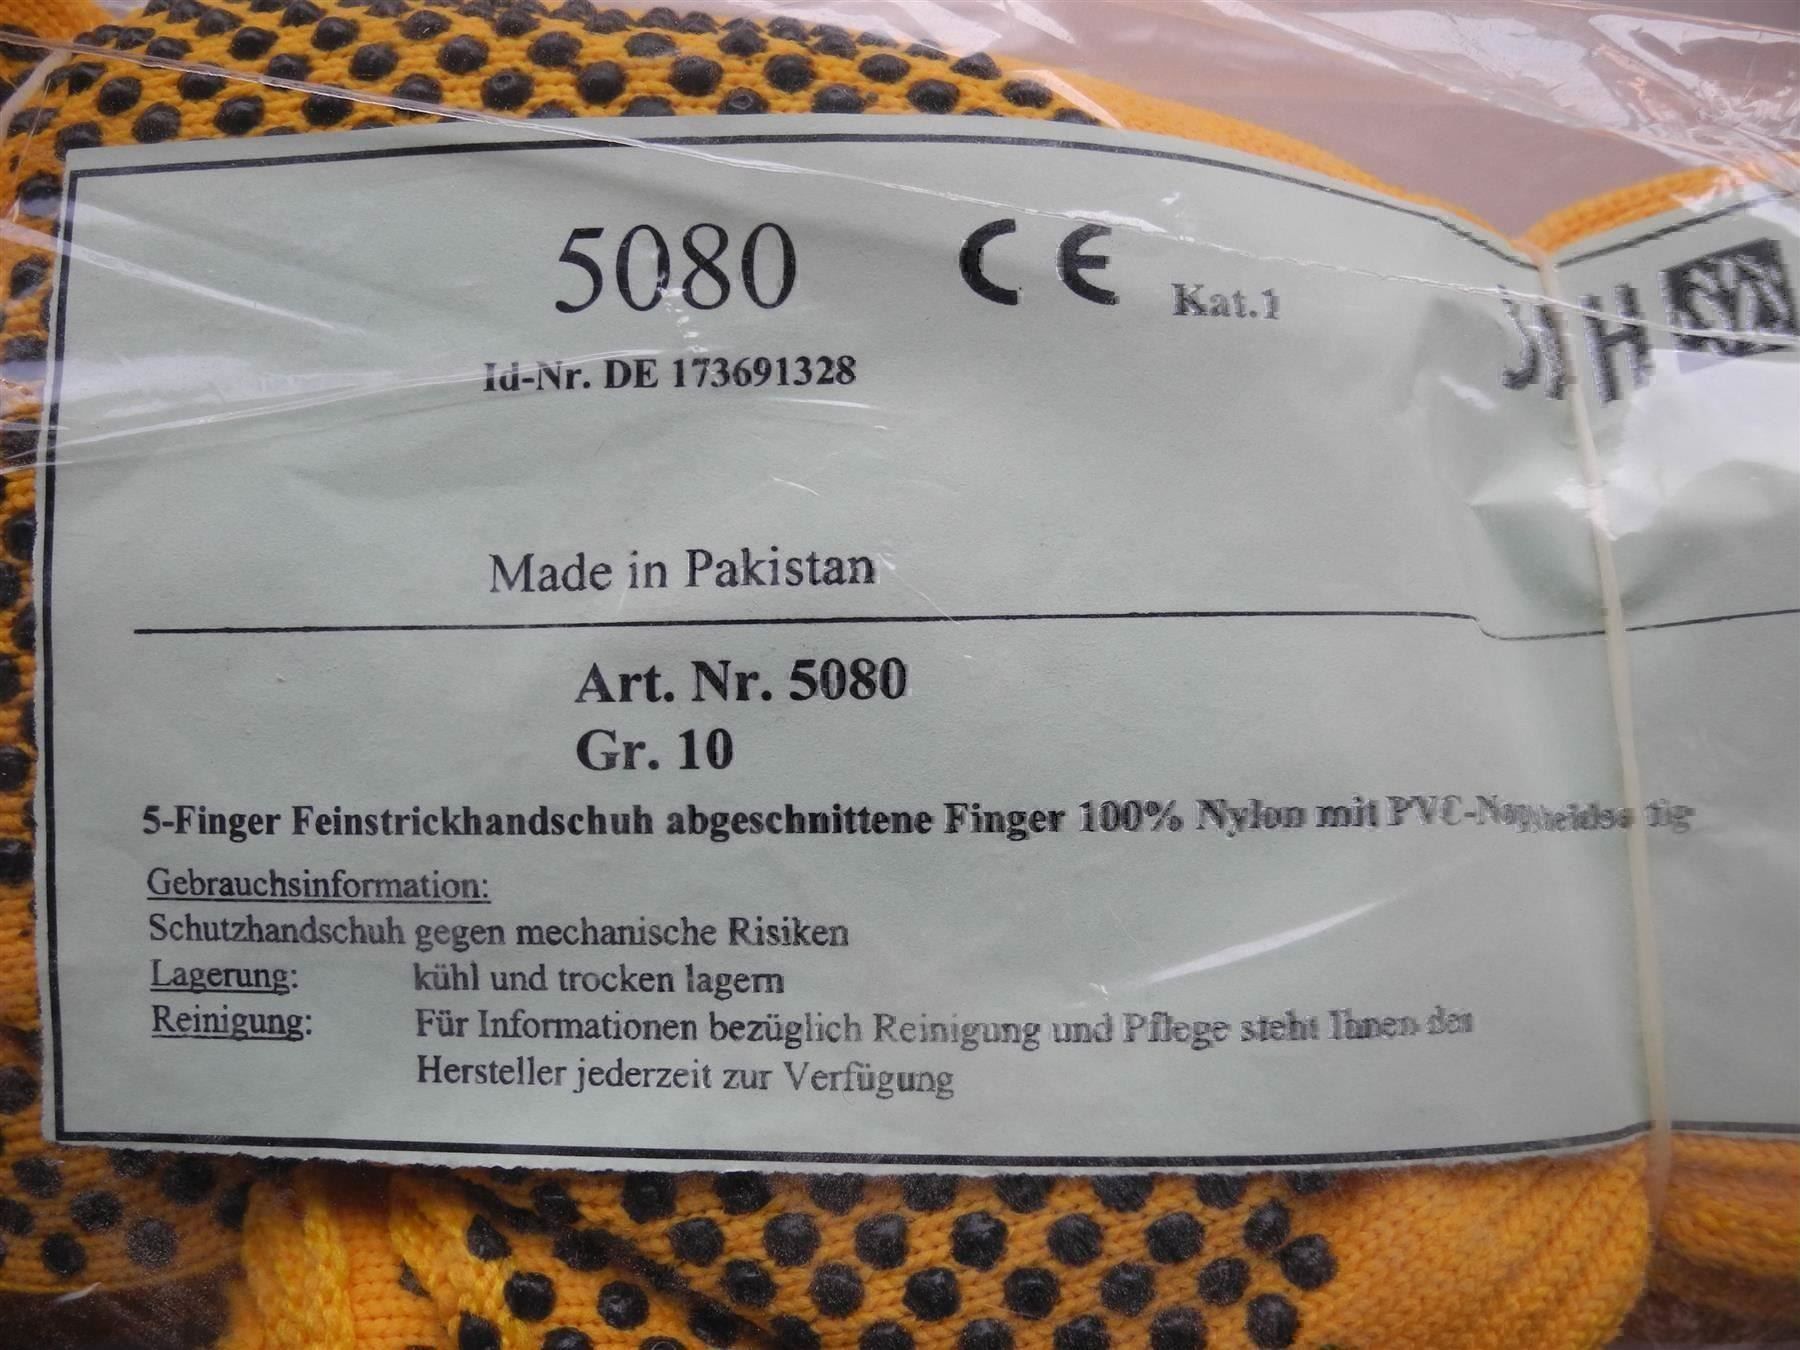 5080 CE Kat.1
Id-Nr. DE 173691328
Made in Pakistan
Art. Nr. 5080
Gr. 10
5-Finger Feinstrickhandschuh abgeschnittene Finger 100% Nylon mit
Gebrauchsinformation:
Schutzhandschuh gegen mechanische Risiken
Lagerung: kühl und trocken lagern
Reinigung: Für Informationen bezüglich Reinigung und Pflege steht Ihnen der
Hersteller jederzeit zur Verfügung